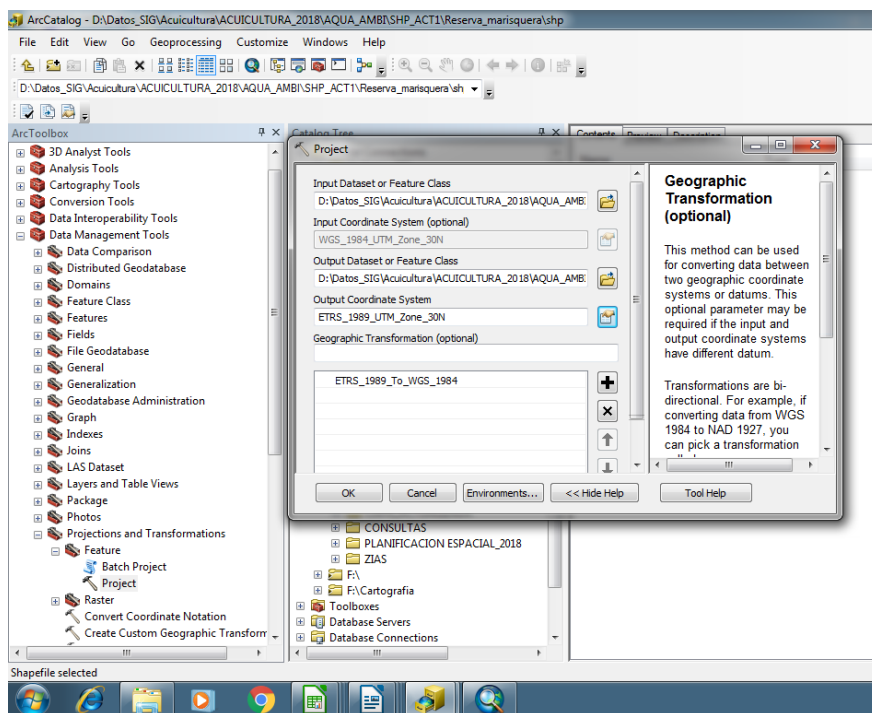 ArcCatalog - D:\Datos_SIG\Acuicultura\ACUICULTURA_2018\AQUA_AMBI\SHP_ACT1\Reserva_marisquera\shp
File Edit View Go Geoprocessing Customize Windows Help
D:\Datos_SIG\Acuicultura\ACUICULTURA_2018\AQUA_AMBI\SHP_ACT1\Reserva_marisquera\sh
ArcToolbox
Catalog Tree
Contents Preview Description
3D Analyst Tools
Analysis Tools
Cartography Tools
Conversion Tools
Data Interoperability Tools
Data Management Tools
Data Comparison
Distributed Geodatabase
Domains
Feature Class
Features
Fields
File Geodatabase
General
Generalization
Geodatabase Administration
Graph
Indexes
Joins
LAS Dataset
Layers and Table Views
Package
Photos
Projections and Transformations
Feature
Batch Project
Project
Raster
Convert Coordinate Notation
Create Custom Geographic Transform
Project
Input Dataset or Feature Class
D:\Datos_SIG\Acuicultura\ACUICULTURA_2018\AQUA_AMB
Input Coordinate System (optional)
WGS_1984_UTM_Zone_30N
Output Dataset or Feature Class
D:\Datos_SIG\Acuicultura\ACUICULTURA_2018\AQUA_AMB
Output Coordinate System
ETRS_1989_UTM_Zone_30N
Geographic Transformation (optional)
ETRS_1989_To_WGS_1984
OK Cancel Environments... << Hide Help Tool Help
Geographic
Transformation
(optional)
This method can be used
for converting data between
two geographic coordinate
systems or datums. This
optional parameter may be
required if the input and
output coordinate systems
have different datum.
Transformations are bi-
directional. For example, if
converting data from WGS
1984 to NAD 1927, you
can pick a transformation
CONSULTAS
PLANIFICACION ESPACIAL_2018
ZIAS
F:\
F:\Cartografia
Toolboxes
Database Servers
Database Connections
Shapefile selected